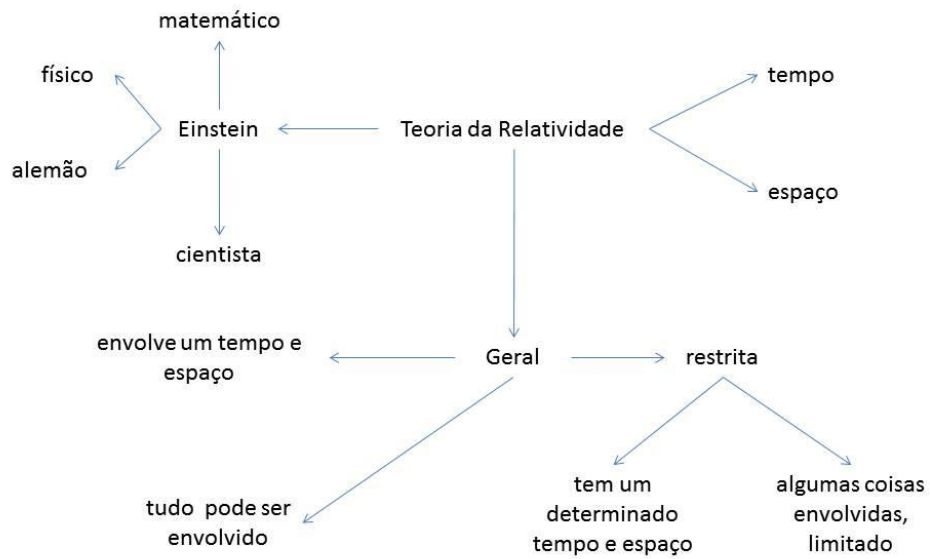 matemático
físico
tempo
Einstein
Teoria da Relatividade
alemão
espaço
cientista
envolve um tempo e
espaço
Geral
restrita
tudo pode ser
envolvido
tem um
determinado
tempo e espaço
algumas coisas
envolvidas,
limitado